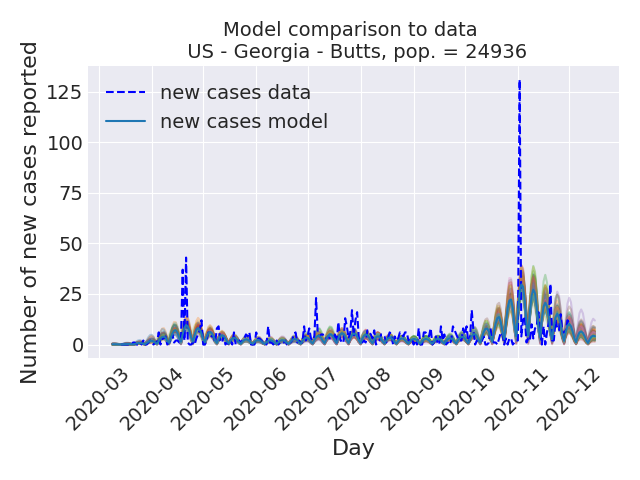 Model comparison to data
US - Georgia - Butts, pop. = 24936
Number of new cases reported
125
100
75
50
25
0
new cases data
new cases model
2020-03
2020-04
2020-05
2020-06
2020-07
2020-08
2020-09
2020-10
2020-11
2020-12
Day